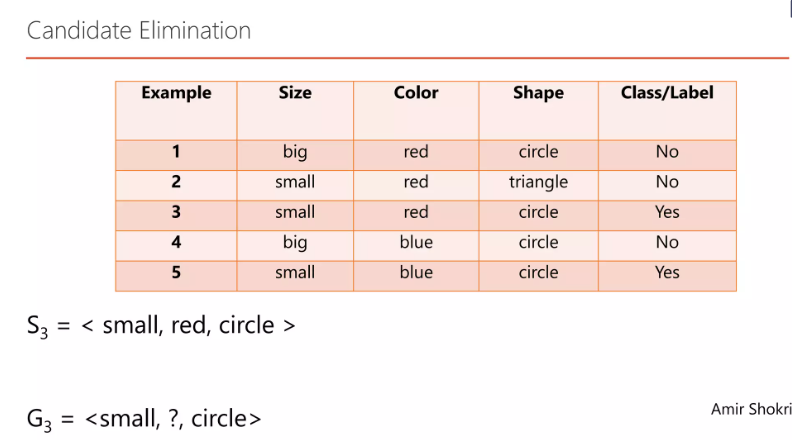 Candidate Elimination
Example Size Color Shape Class/Label
1 big red circle No
2 small red triangle No
3 small red circle Yes
4 big blue circle No
5 small blue circle Yes
S₃ = < small, red, circle >
G₃ = <small, ?, circle>
Amir Shokri